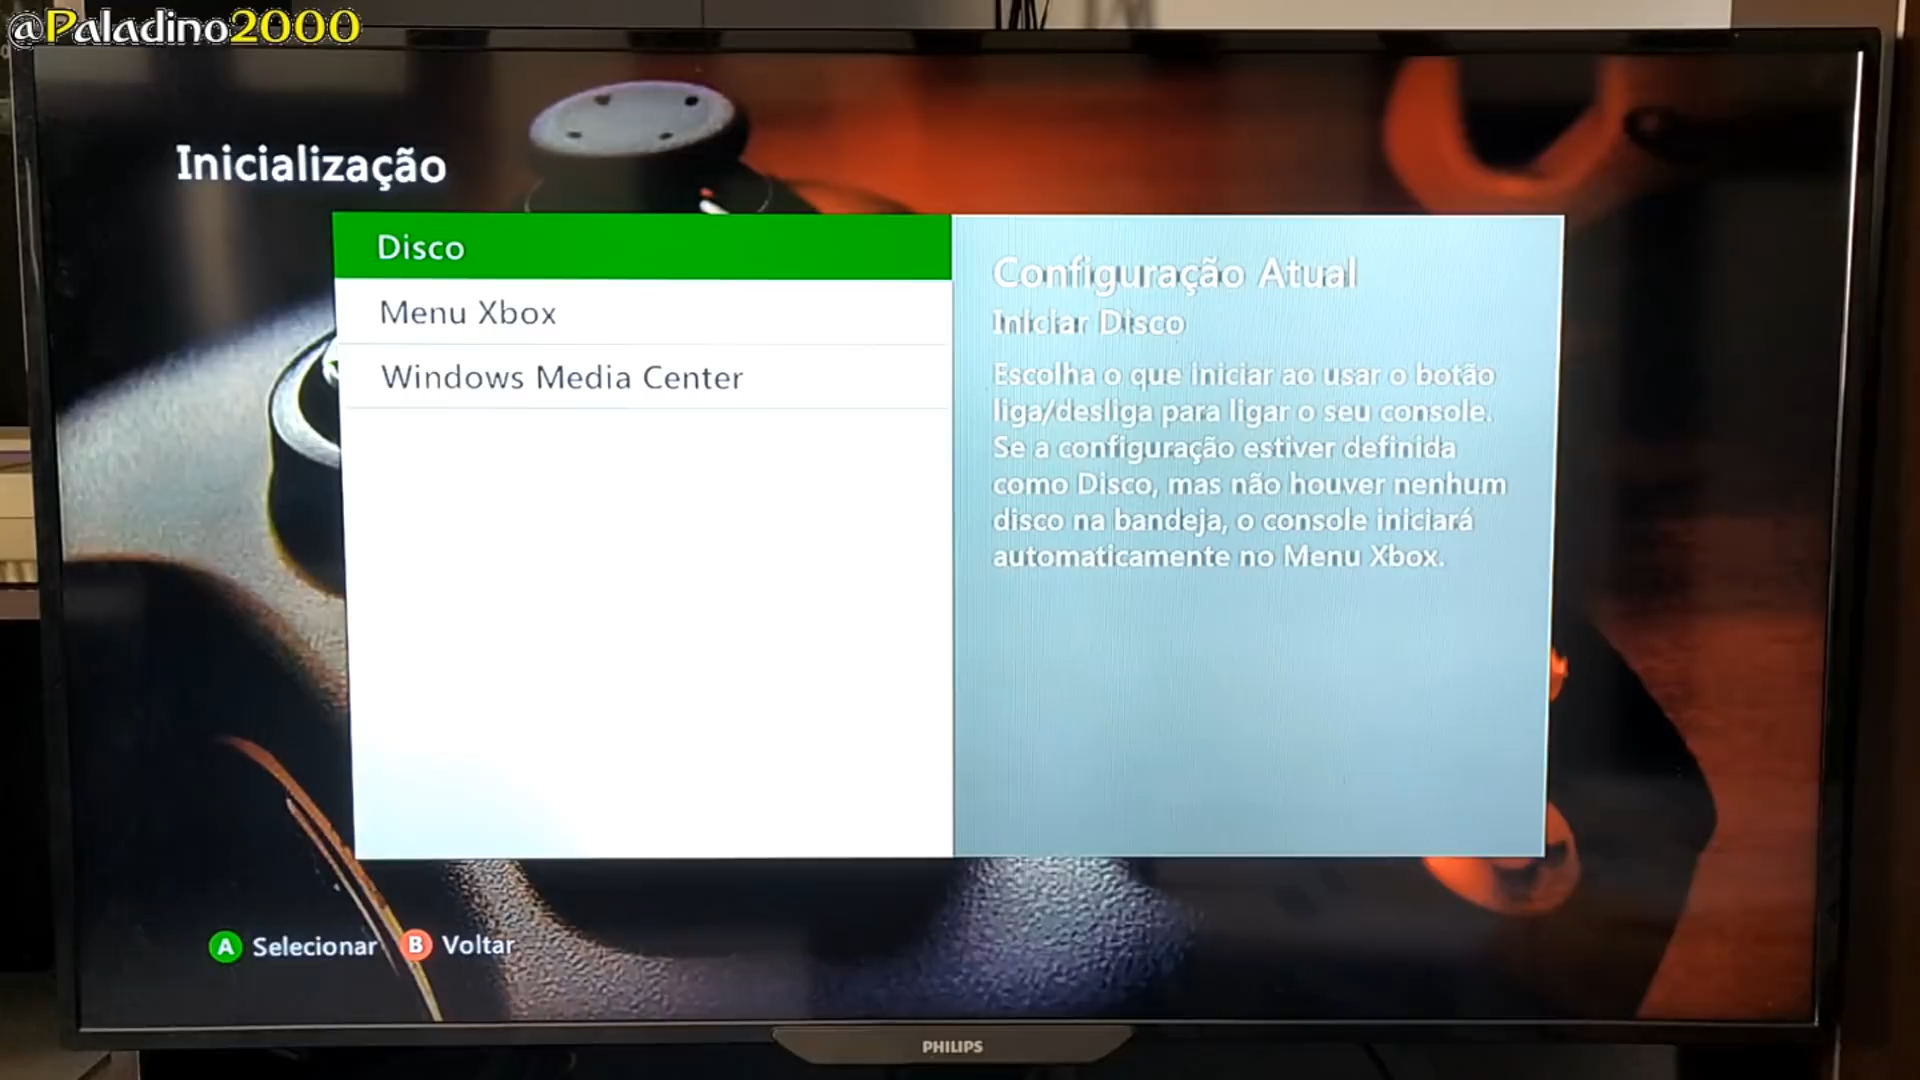 @Paladino2000
Inicialização
Disco
Menu Xbox
Windows Media Center
Configuração Atual
Iniciar Disco
Escolha o que iniciar ao usar o botão
liga/desliga para ligar o seu console.
Se a configuração estiver definida
como Disco, mas não houver nenhum
disco na bandeja, o console iniciará
automaticamente no Menu Xbox.
A Selecionar B Voltar
PHILIPS